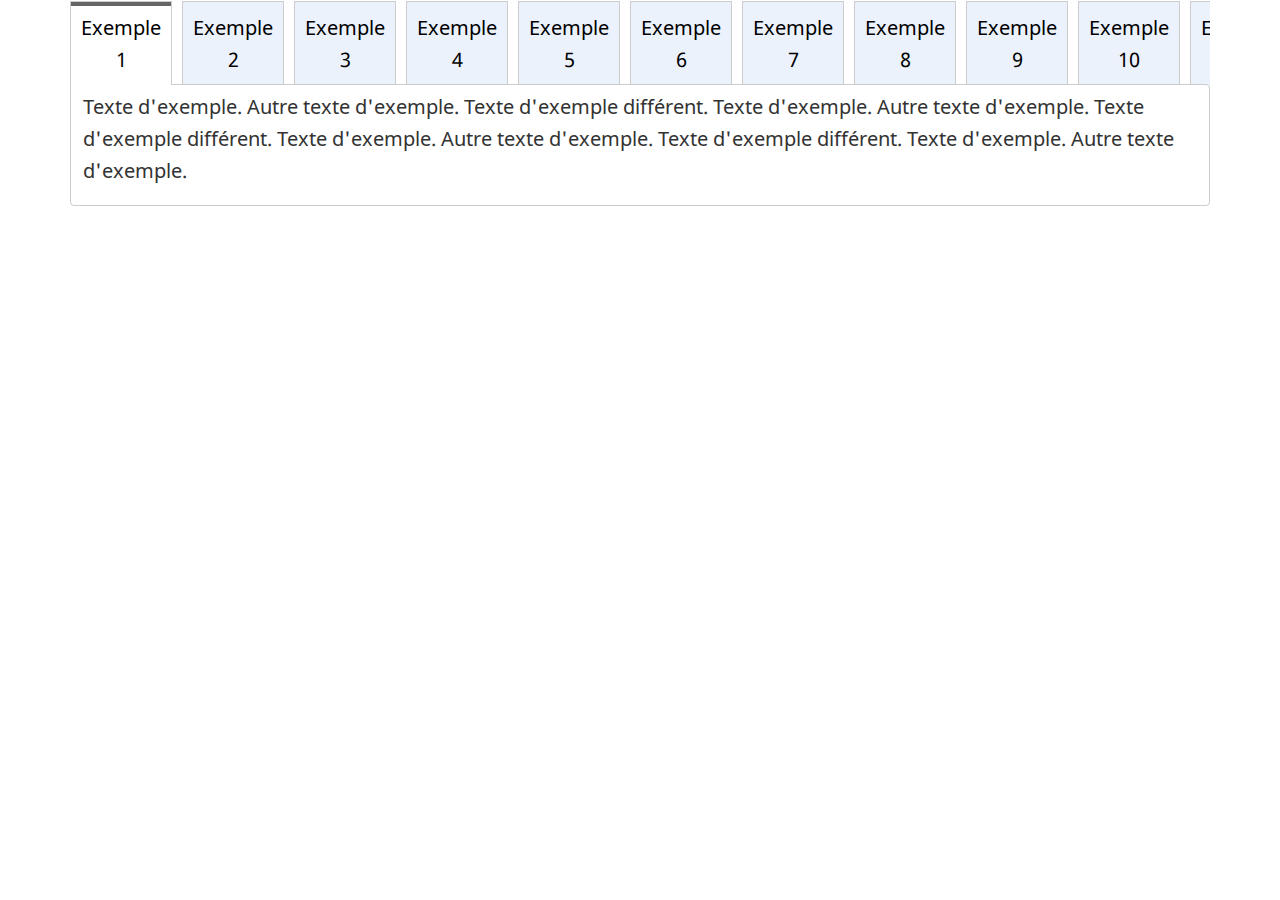 Exemple 1
Exemple 2
Exemple 3
Exemple 4
Exemple 5
Exemple 6
Exemple 7
Exemple 8
Exemple 9
Exemple 10
Texte d'exemple. Autre texte d'exemple. Texte d'exemple différent. Texte d'exemple. Autre texte d'exemple. Texte
d'exemple différent. Texte d'exemple. Autre texte d'exemple. Texte d'exemple différent. Texte d'exemple. Autre texte
d'exemple.